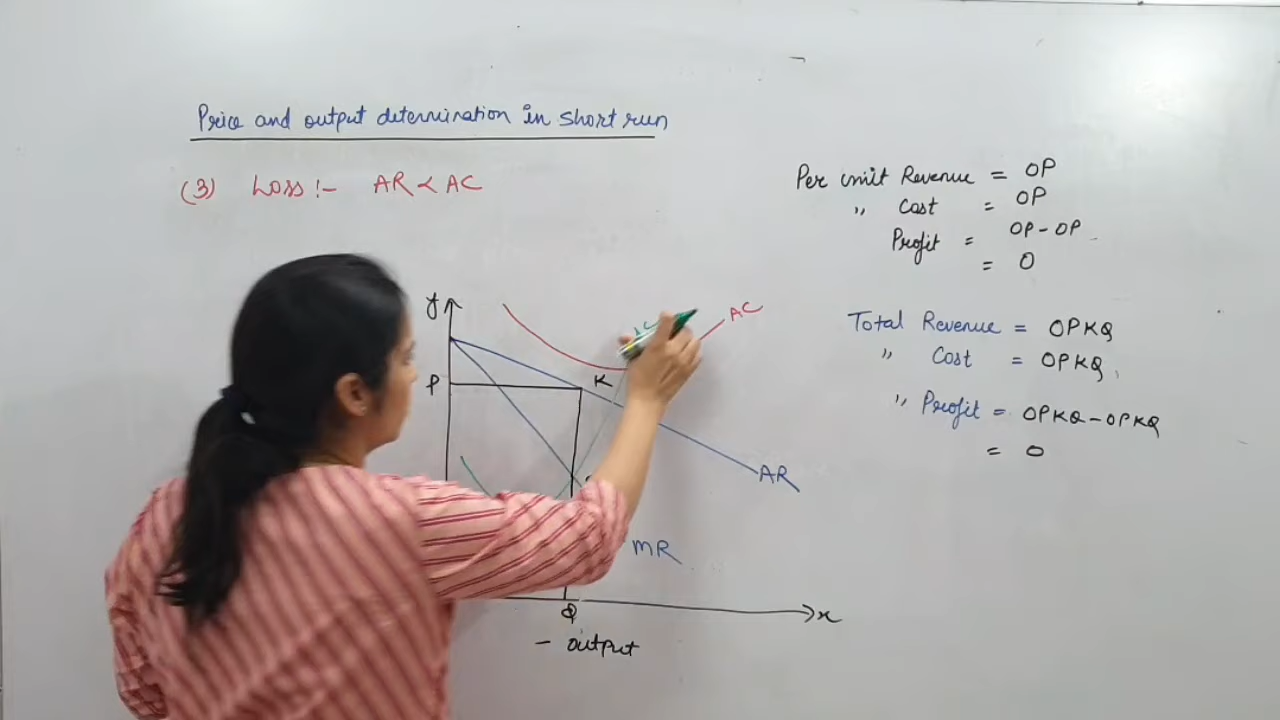 Price and output determination in short run
(3) Loss :- AR < AC
Per unit Revenue = OP
" Cost = OP
Profit = OP - OP
= 0
Total Revenue = OPKQ
" Cost = OPKQ
" Profit = OPKQ - OPKQ
= 0
y
AC
P
K
AR
MR
x
Q
- output